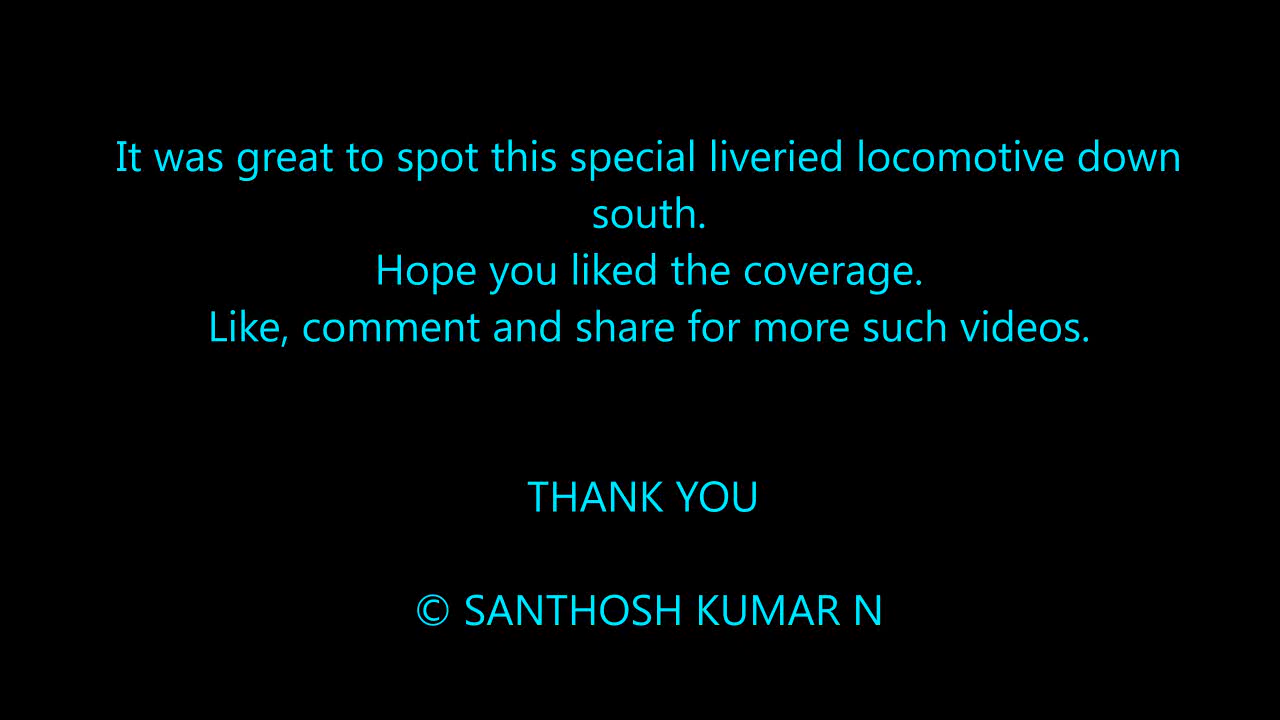 It was great to spot this special liveried locomotive down
south.
Hope you liked the coverage.
Like, comment and share for more such videos.
THANK YOU
© SANTHOSH KUMAR N